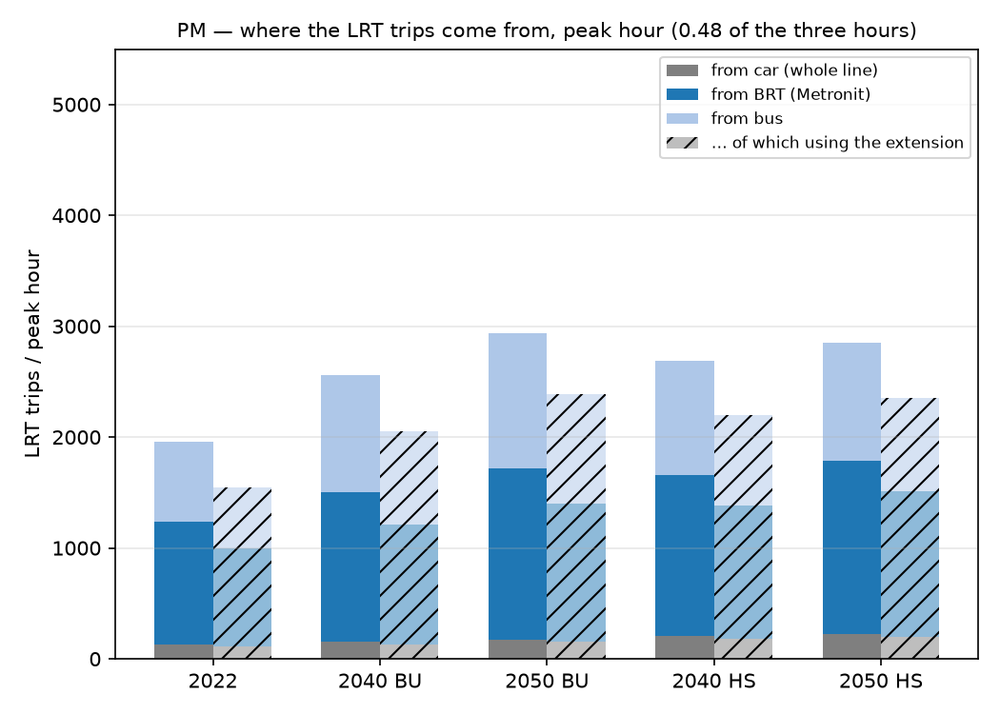 PM — where the LRT trips come from, peak hour (0.48 of the three hours)
from car (whole line)
from BRT (Metronit)
from bus
... of which using the extension
LRT trips / peak hour
5000
4000
3000
2000
1000
0
2022
2040 BU
2050 BU
2040 HS
2050 HS